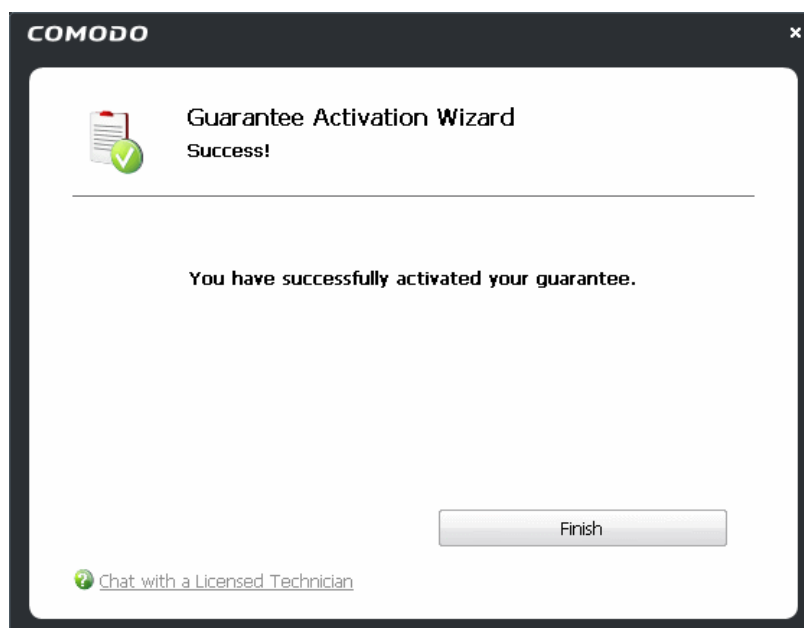 COMODO
Guarantee Activation Wizard
Success!
You have successfully activated your guarantee.
Finish
Chat with a Licensed Technician